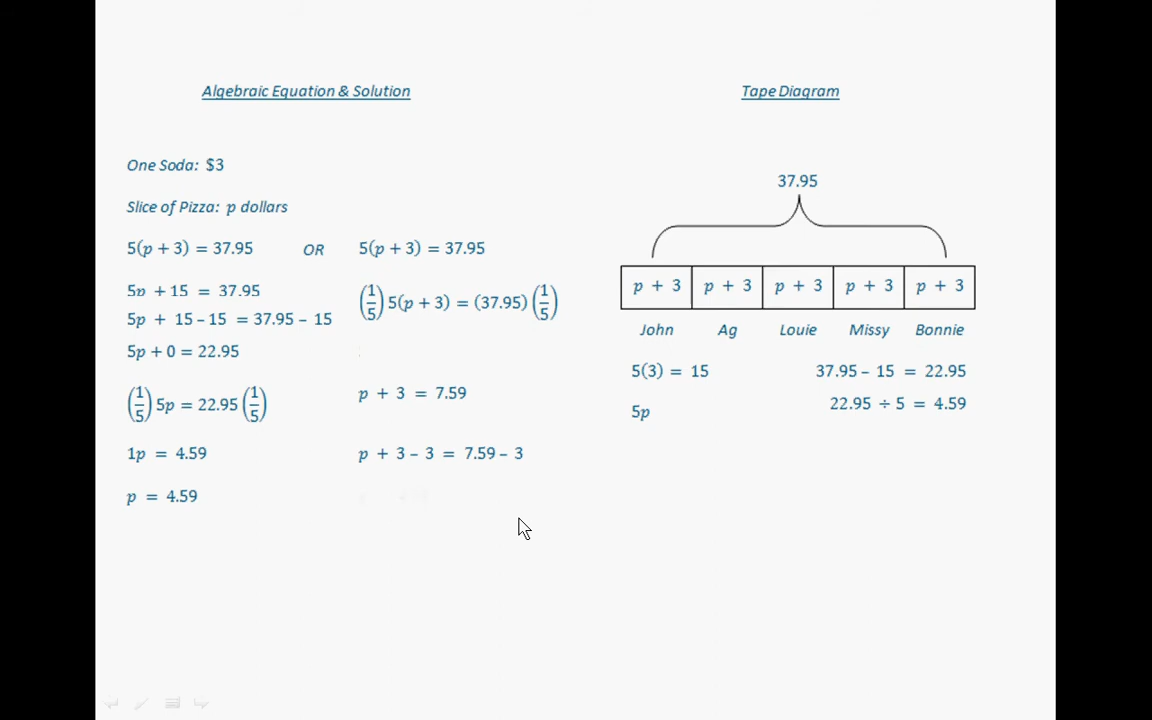 Algebraic Equation & Solution
One Soda: $3
Slice of Pizza: p dollars
5(p + 3) = 37.95 OR 5(p + 3) = 37.95
5p + 15 = 37.95
(1/5) 5(p + 3) = (37.95) (1/5)
5p + 15 – 15 = 37.95 – 15
5p + 0 = 22.95
p + 3 = 7.59
(1/5) 5p = 22.95 (1/5)
1p = 4.59
p + 3 – 3 = 7.59 – 3
p = 4.59
Tape Diagram
37.95
p + 3 p + 3 p + 3 p + 3 p + 3
John Ag Louie Missy Bonnie
5(3) = 15 37.95 – 15 = 22.95
5p 22.95 ÷ 5 = 4.59